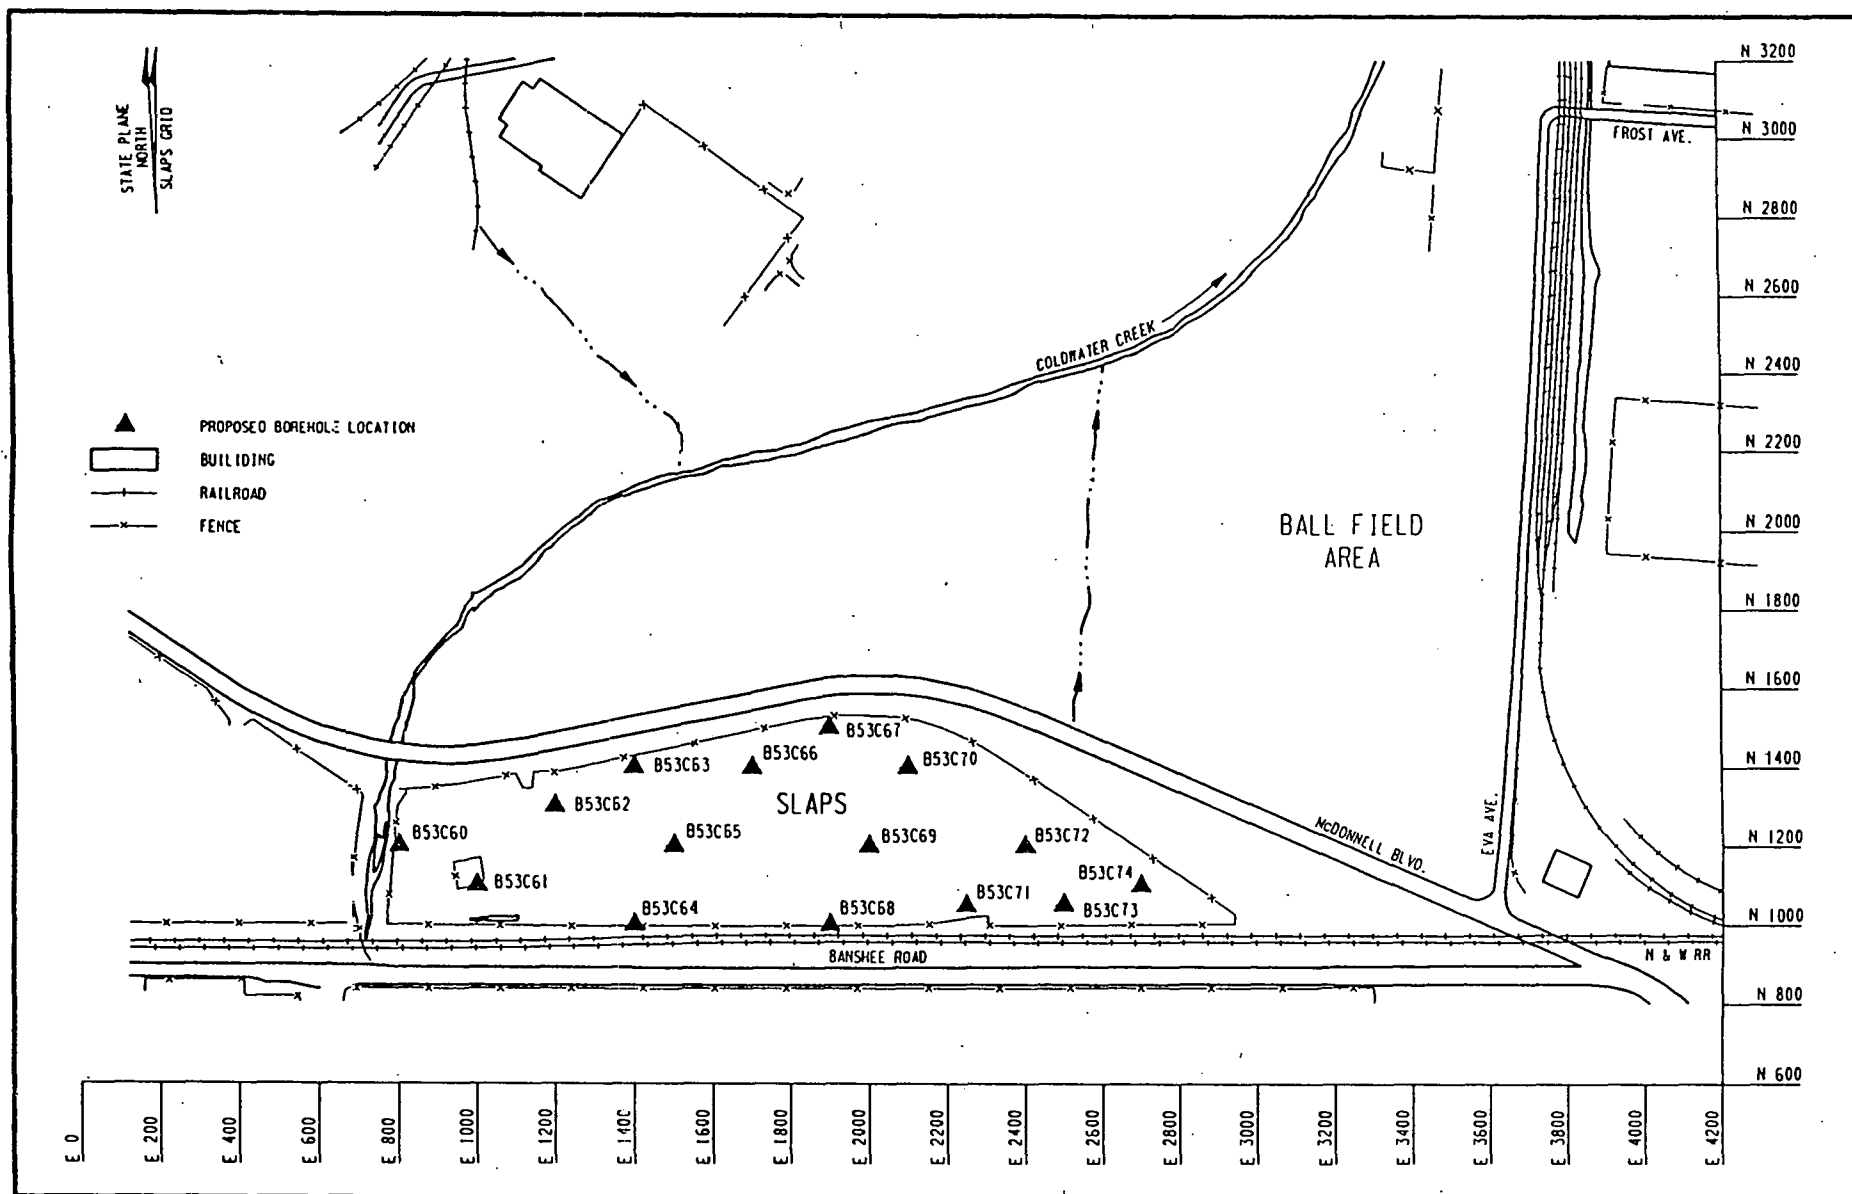 STATE PLANE
NORTH
SLAPS GRID
N 3200
N 3000
FROST AVE.
N 2800
N 2600
COLDWATER CREEK
N 2400
PROPOSED BOREHOLE LOCATION
BUILIDING
RAILROAD
FENCE
N 2200
BALL FIELD
AREA
N 2000
N 1800
N 1600
B53C67
B53C63
B53C66
B53C70
N 1400
B53C62
SLAPS
B53C60
B53C65
B53C69
B53C72
McDONNELL BLVD.
EVA AVE.
N 1200
B53C61
B53C74
B53C71
B53C64
B53C68
B53C73
N 1000
BANSHEE ROAD
N & W RR
N 800
N 600
E 0
E 200
E 400
E 600
E 800
E 1000
E 1200
E 140C
E 1600
E 1800
E 2000
E 2200
E 2400
E 2600
E 2800
E 3000
E 3200
E 3400
E 3600
E 3800
E 4000
E 4200